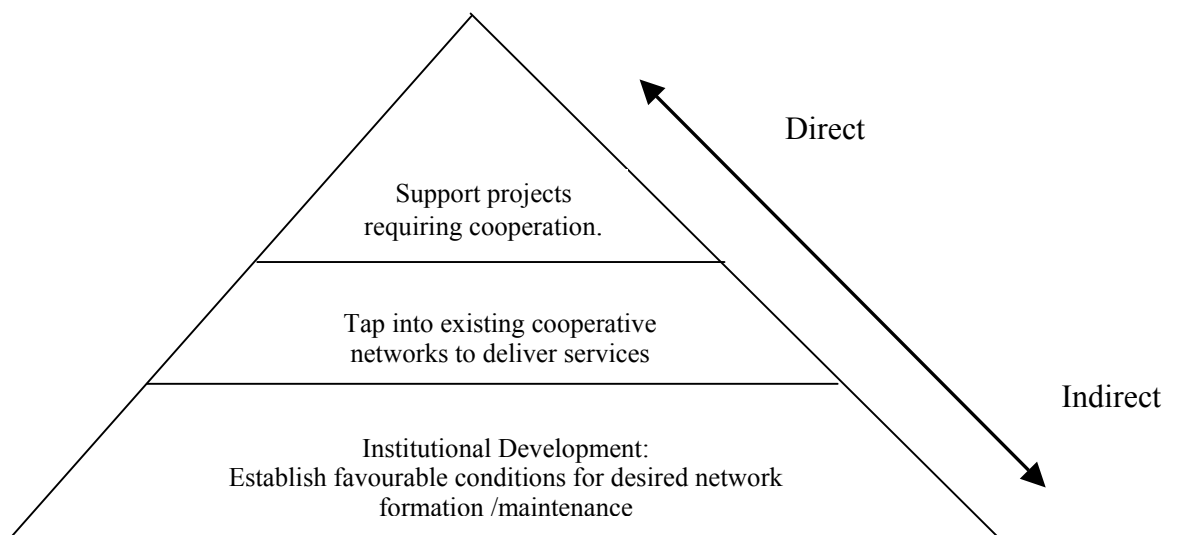 Direct
Support projects
requiring cooperation.
Tap into existing cooperative
networks to deliver services
Indirect
Institutional Development:
Establish favourable conditions for desired network
formation /maintenance